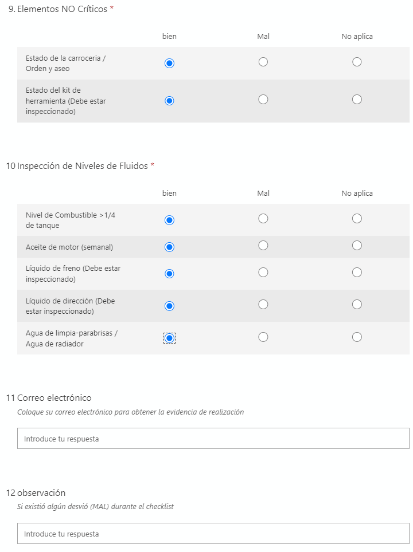 9. Elementos NO Críticos *
bien Mal No aplica
Estado de la carrocería /
Orden y aseo
Estado del kit de
herramienta (Debe estar
inspeccionado)
10 Inspección de Niveles de Fluidos *
bien Mal No aplica
Nivel de Combustible >1/4
de tanque
Aceite de motor (semanal)
Líquido de freno (Debe estar
inspeccionado)
Líquido de dirección (Debe
estar inspeccionado)
Agua de limpia-parabrisas /
Agua de radiador
11 Correo electrónico
Coloque su correo electrónico para obtener la evidencia de realización
Introduce tu respuesta
12 observación
Si existió algún desvió (MAL) durante el checklist
Introduce tu respuesta